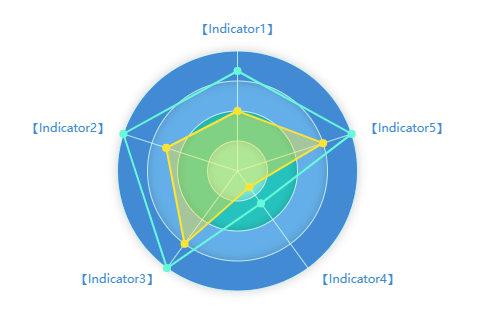 【Indicator1】
【Indicator2】
【Indicator5】
【Indicator3】
【Indicator4】